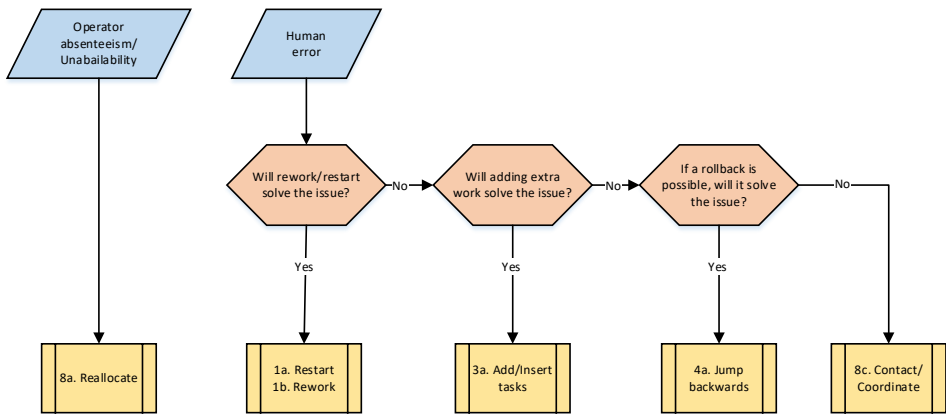 Operator
absenteeism/
Unabailability
Human
error
Will rework/restart
solve the issue?
No
Will adding extra
work solve the issue?
No
If a rollback is
possible, will it solve
the issue?
No
Yes
Yes
Yes
8a. Reallocate
1a. Restart
1b. Rework
3a. Add/Insert
tasks
4a. Jump
backwards
8c. Contact/
Coordinate